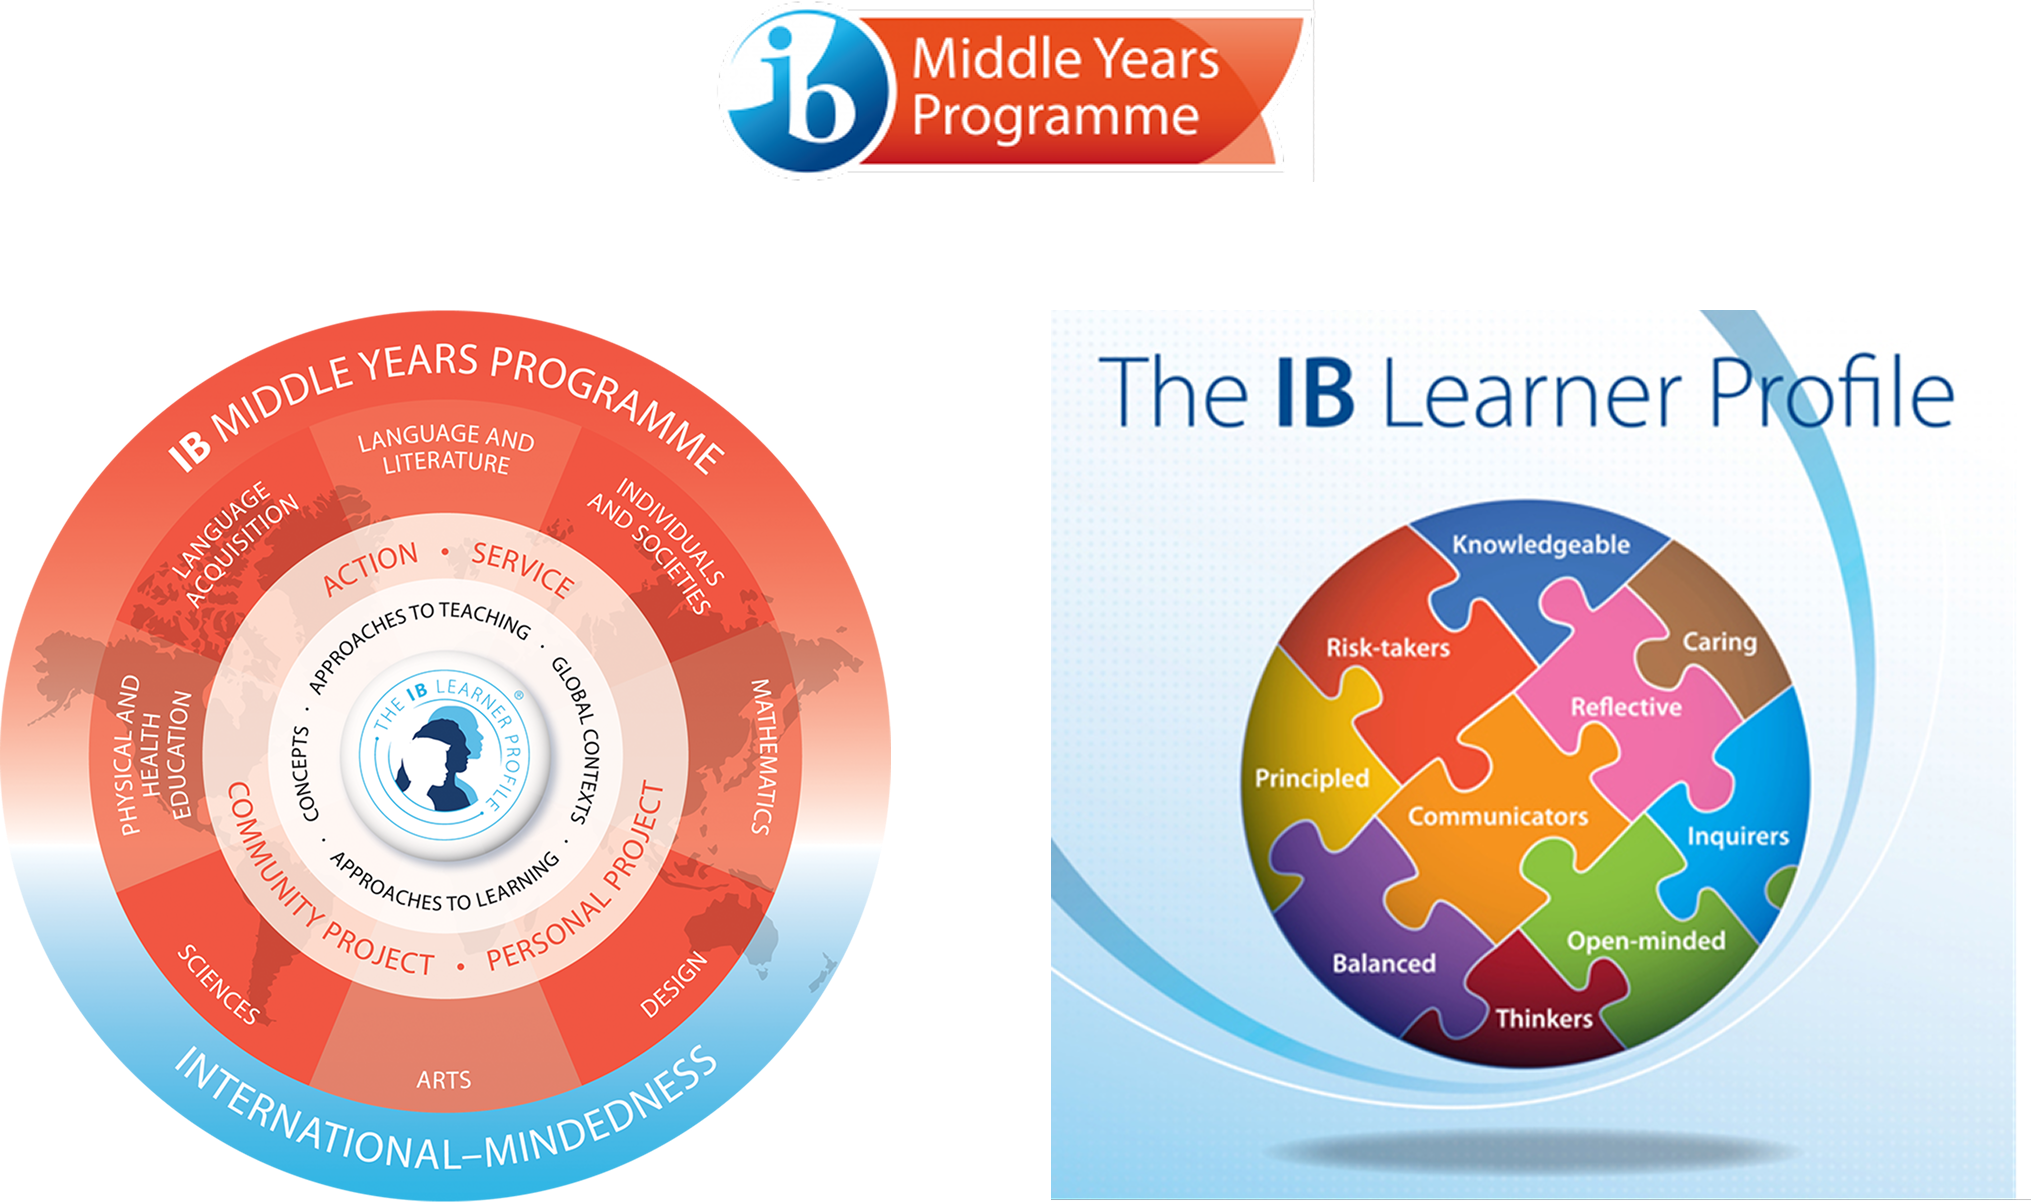 ib
Middle Years
Programme
IB MIDDLE YEARS PROGRAMME
LANGUAGE AND
LITERATURE
INDIVIDUALS
AND SOCIETIES
MATHEMATICS
DESIGN
ARTS
SCIENCES
PHYSICAL AND
HEALTH
EDUCATION
LANGUAGE
ACQUISITION
ACTION • SERVICE
PERSONAL PROJECT
COMMUNITY PROJECT •
APPROACHES TO TEACHING ·
GLOBAL CONTEXTS ·
APPROACHES TO LEARNING ·
CONCEPTS ·
THE IB LEARNER PROFILE®
INTERNATIONAL–MINDEDNESS
The IB Learner Profile
Knowledgeable
Caring
Risk-takers
Reflective
Principled
Communicators
Inquirers
Open-minded
Balanced
Thinkers